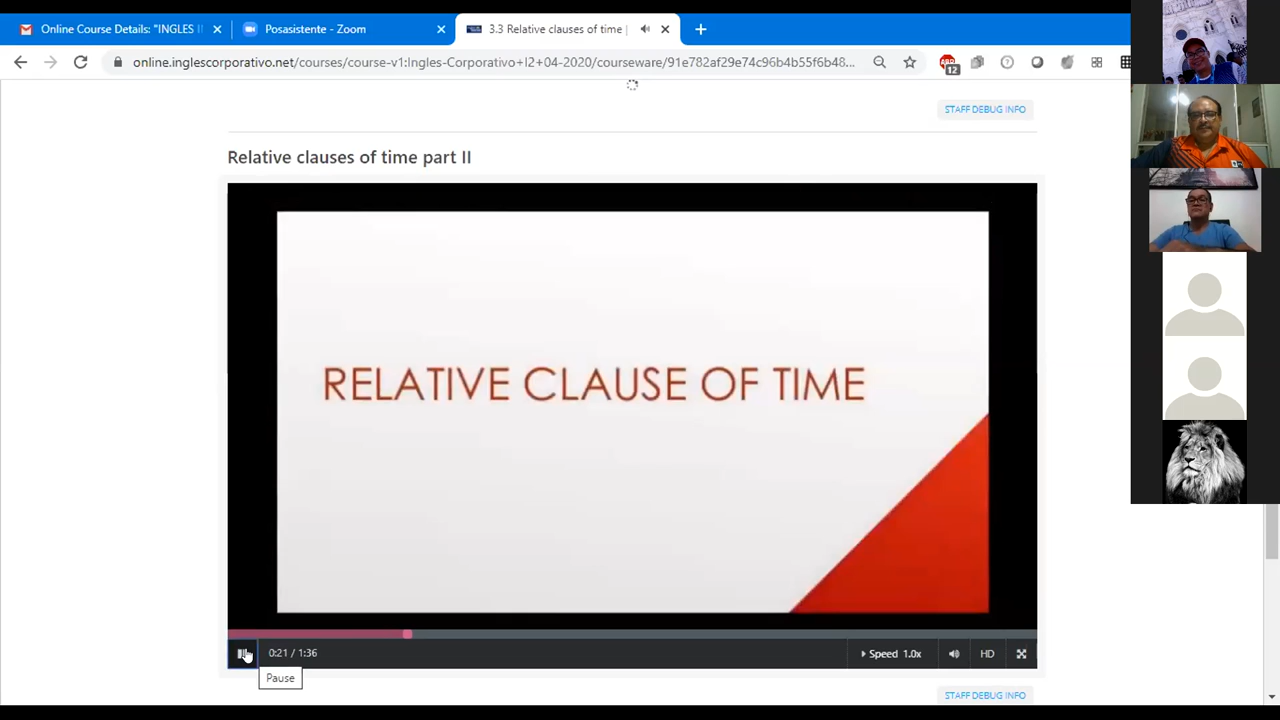 Online Course Details: "INGLES II
Posasistente - Zoom
3.3 Relative clauses of time |
online.inglescorporativo.net/courses/course-v1:Ingles-Corporativo+I2+04-2020/courseware/91e782af29e74c96b4b55f6b48...
12
STAFF DEBUG INFO
Relative clauses of time part II
RELATIVE CLAUSE OF TIME
0:21 / 1:36
Speed 1.0x
HD
Pause
STAFF DEBUG INFO